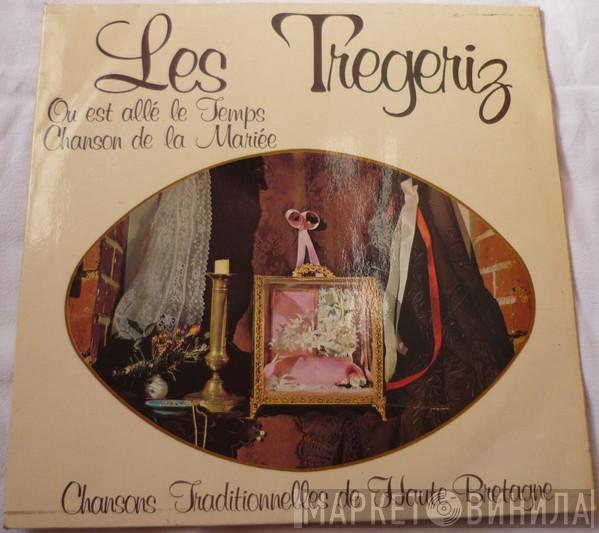 Les Tregeriz
Ou est allé le Temps
Chanson de la Mariée
Chansons Traditionnelles de Haute Bretagne
МАРКЕТ ВИНИЛА